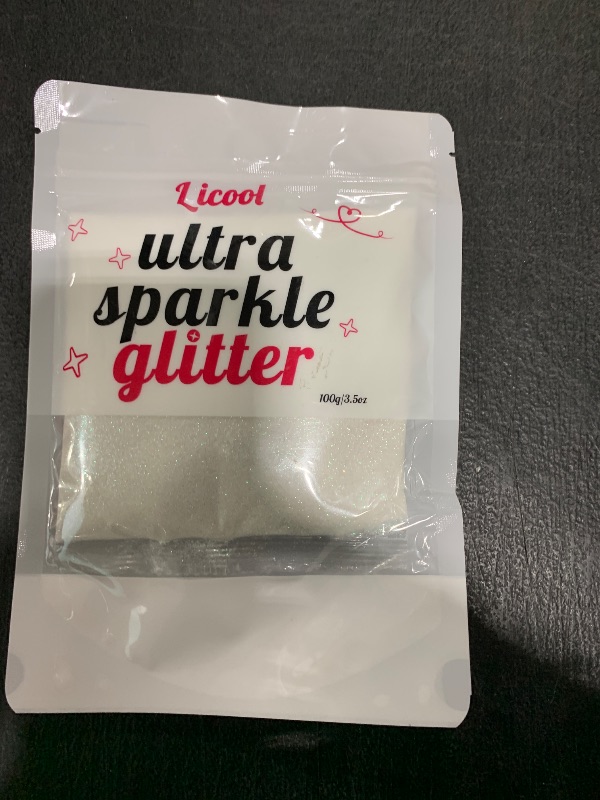 Licool
ultra
sparkle
glitter
100g/3.5oz